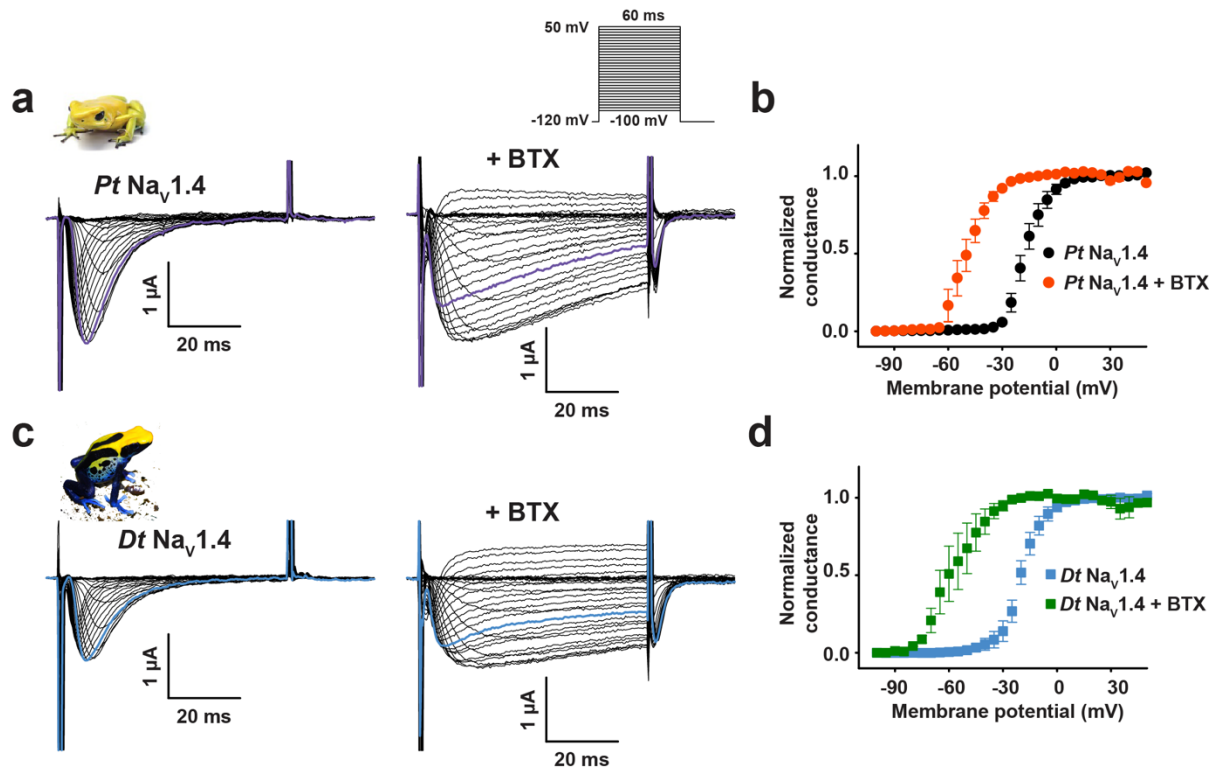 60 ms
50 mV
-120 mV
-100 mV
a
Pt NaV1.4
+ BTX
1 µA
20 ms
1 µA
20 ms
b
Normalized
conductance
1.0
0.5
0.0
Pt NaV1.4
Pt NaV1.4 + BTX
-90
-60
-30
0
30
Membrane potential (mV)
c
Dt NaV1.4
+ BTX
1 µA
20 ms
1 µA
20 ms
d
Normalized
conductance
1.0
0.5
0.0
Dt NaV1.4
Dt NaV1.4 + BTX
-90
-60
-30
0
30
Membrane potential (mV)